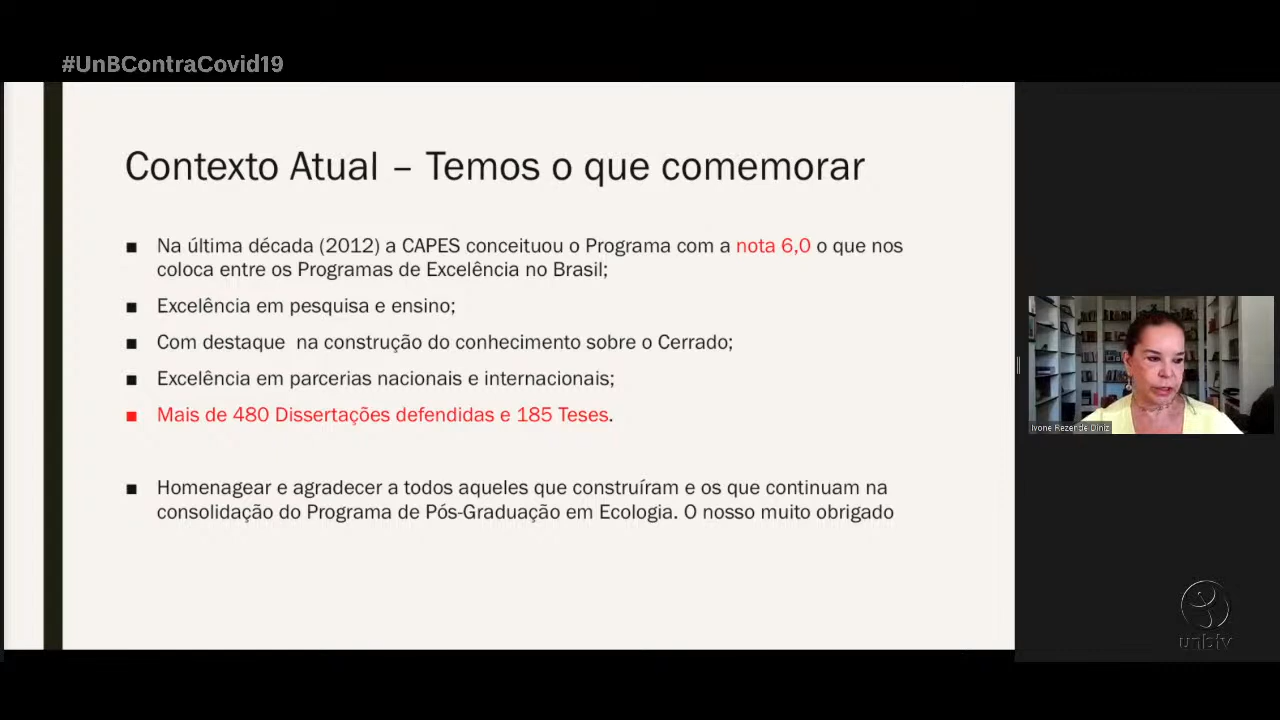 #UnBContraCovid19
Contexto Atual – Temos o que comemorar
■ Na última década (2012) a CAPES conceituou o Programa com a nota 6,0 o que nos
coloca entre os Programas de Excelência no Brasil;
■ Excelência em pesquisa e ensino;
■ Com destaque  na construção do conhecimento sobre o Cerrado;
■ Excelência em parcerias nacionais e internacionais;
■ Mais de 480 Dissertações defendidas e 185 Teses.
■ Homenagear e agradecer a todos aqueles que construíram e os que continuam na
consolidação do Programa de Pós-Graduação em Ecologia. O nosso muito obrigado
Ivone Rezende Diniz
unbtv